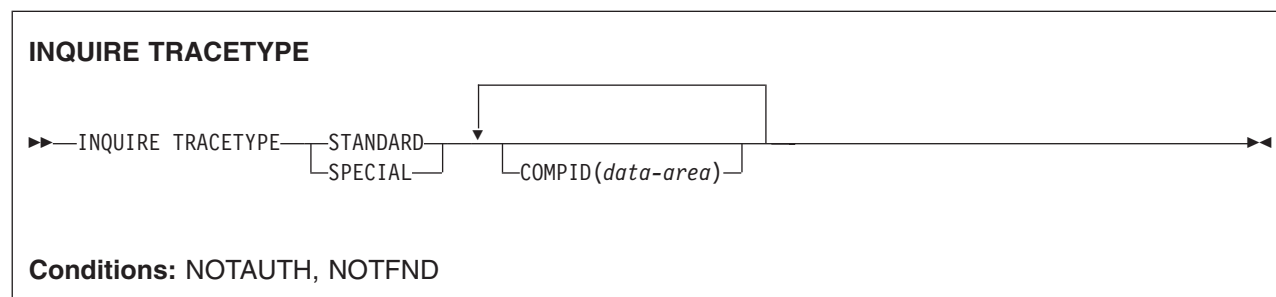 INQUIRE TRACETYPE
INQUIRE TRACETYPE STANDARD
SPECIAL COMPID(data-area)
Conditions: NOTAUTH, NOTFND